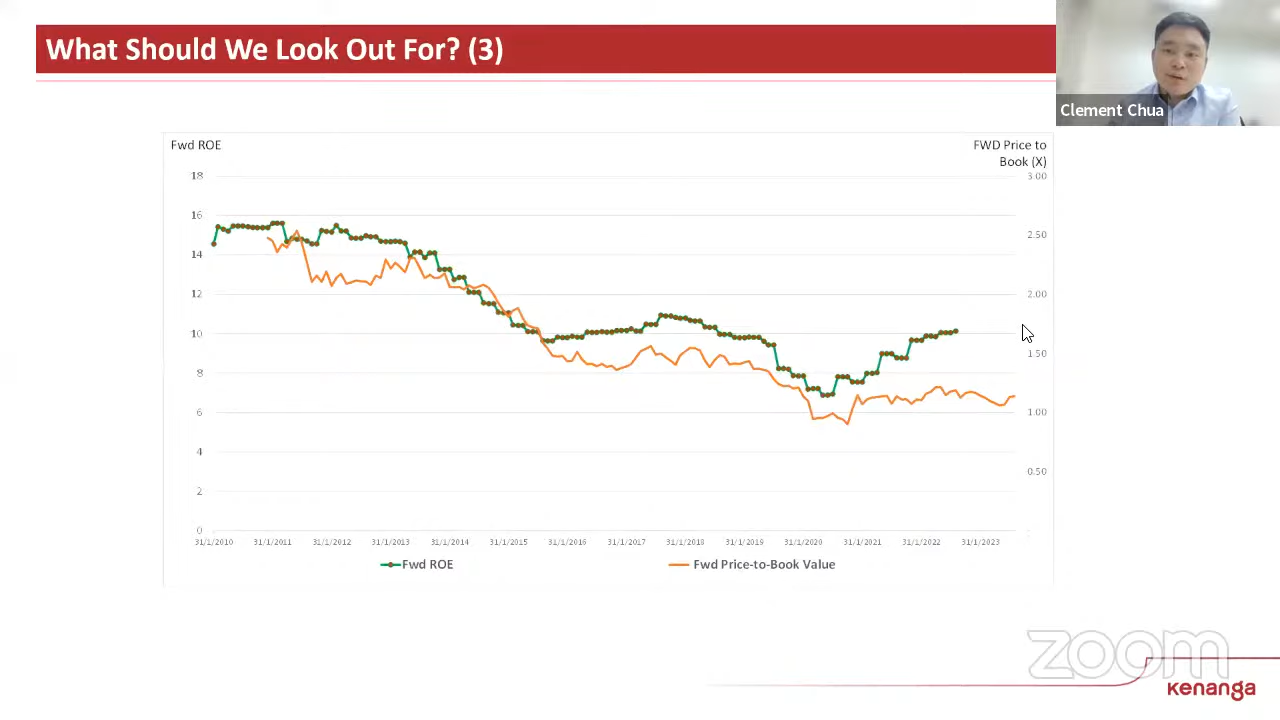 What Should We Look Out For? (3)
Clement Chua
Fwd ROE
FWD Price to
Book (X)
18
16
14
12
10
8
6
4
2
0
3.00
2.50
2.00
1.50
1.00
0.50
31/1/2010 31/1/2011 31/1/2012 31/1/2013 31/1/2014 31/1/2015 31/1/2016 31/1/2017 31/1/2018 31/1/2019 31/1/2020 31/1/2021 31/1/2022 31/1/2023
Fwd ROE
Fwd Price-to-Book Value
zoom
kenanga